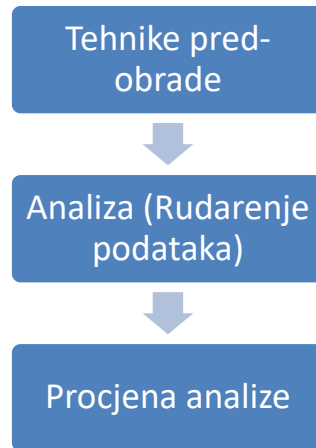 Tehnike pred-
obrade
Analiza (Rudarenje
podataka)
Procjena analize